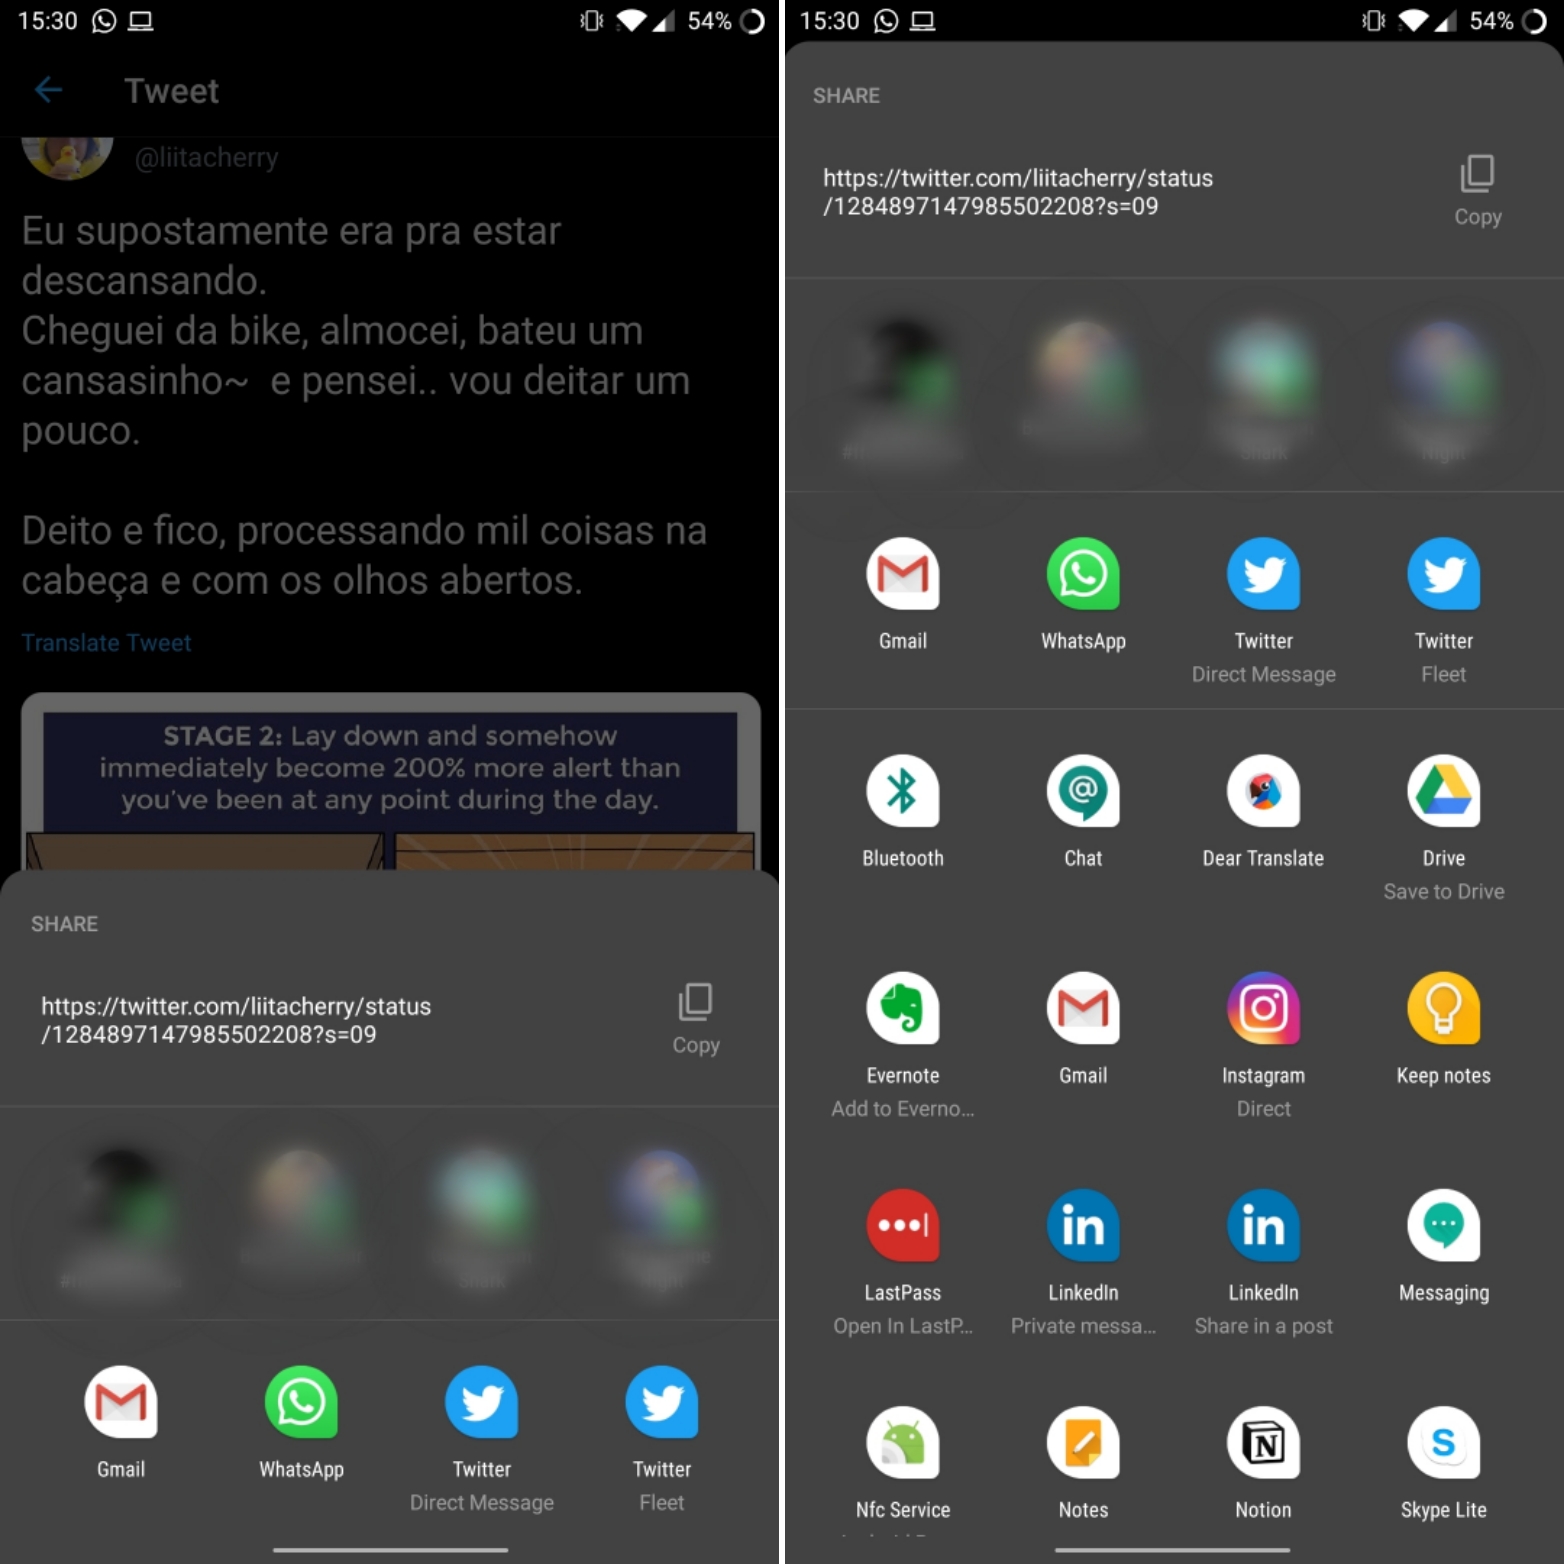 15:30
54%
Tweet
@liitacherry
Eu supostamente era pra estar
descansando.
Cheguei da bike, almocei, bateu um
cansasinho~ e pensei.. vou deitar um
pouco.
Deito e fico, processando mil coisas na
cabeça e com os olhos abertos.
Translate Tweet
STAGE 2: Lay down and somehow
immediately become 200% more alert than
you've been at any point during the day.
SHARE
https://twitter.com/liitacherry/status
/1284897147985502208?s=09
Copy
Shark
Gmail
WhatsApp
Twitter
Twitter
Direct Message
Fleet
15:30
54%
SHARE
https://twitter.com/liitacherry/status
/1284897147985502208?s=09
Copy
Shark
Night
Gmail
WhatsApp
Twitter
Twitter
Direct Message
Fleet
Bluetooth
Chat
Dear Translate
Drive
Save to Drive
Evernote
Gmail
Instagram
Keep notes
Add to Everno...
Direct
LastPass
LinkedIn
LinkedIn
Messaging
Open In LastP...
Private messa...
Share in a post
Nfc Service
Notes
Notion
Skype Lite